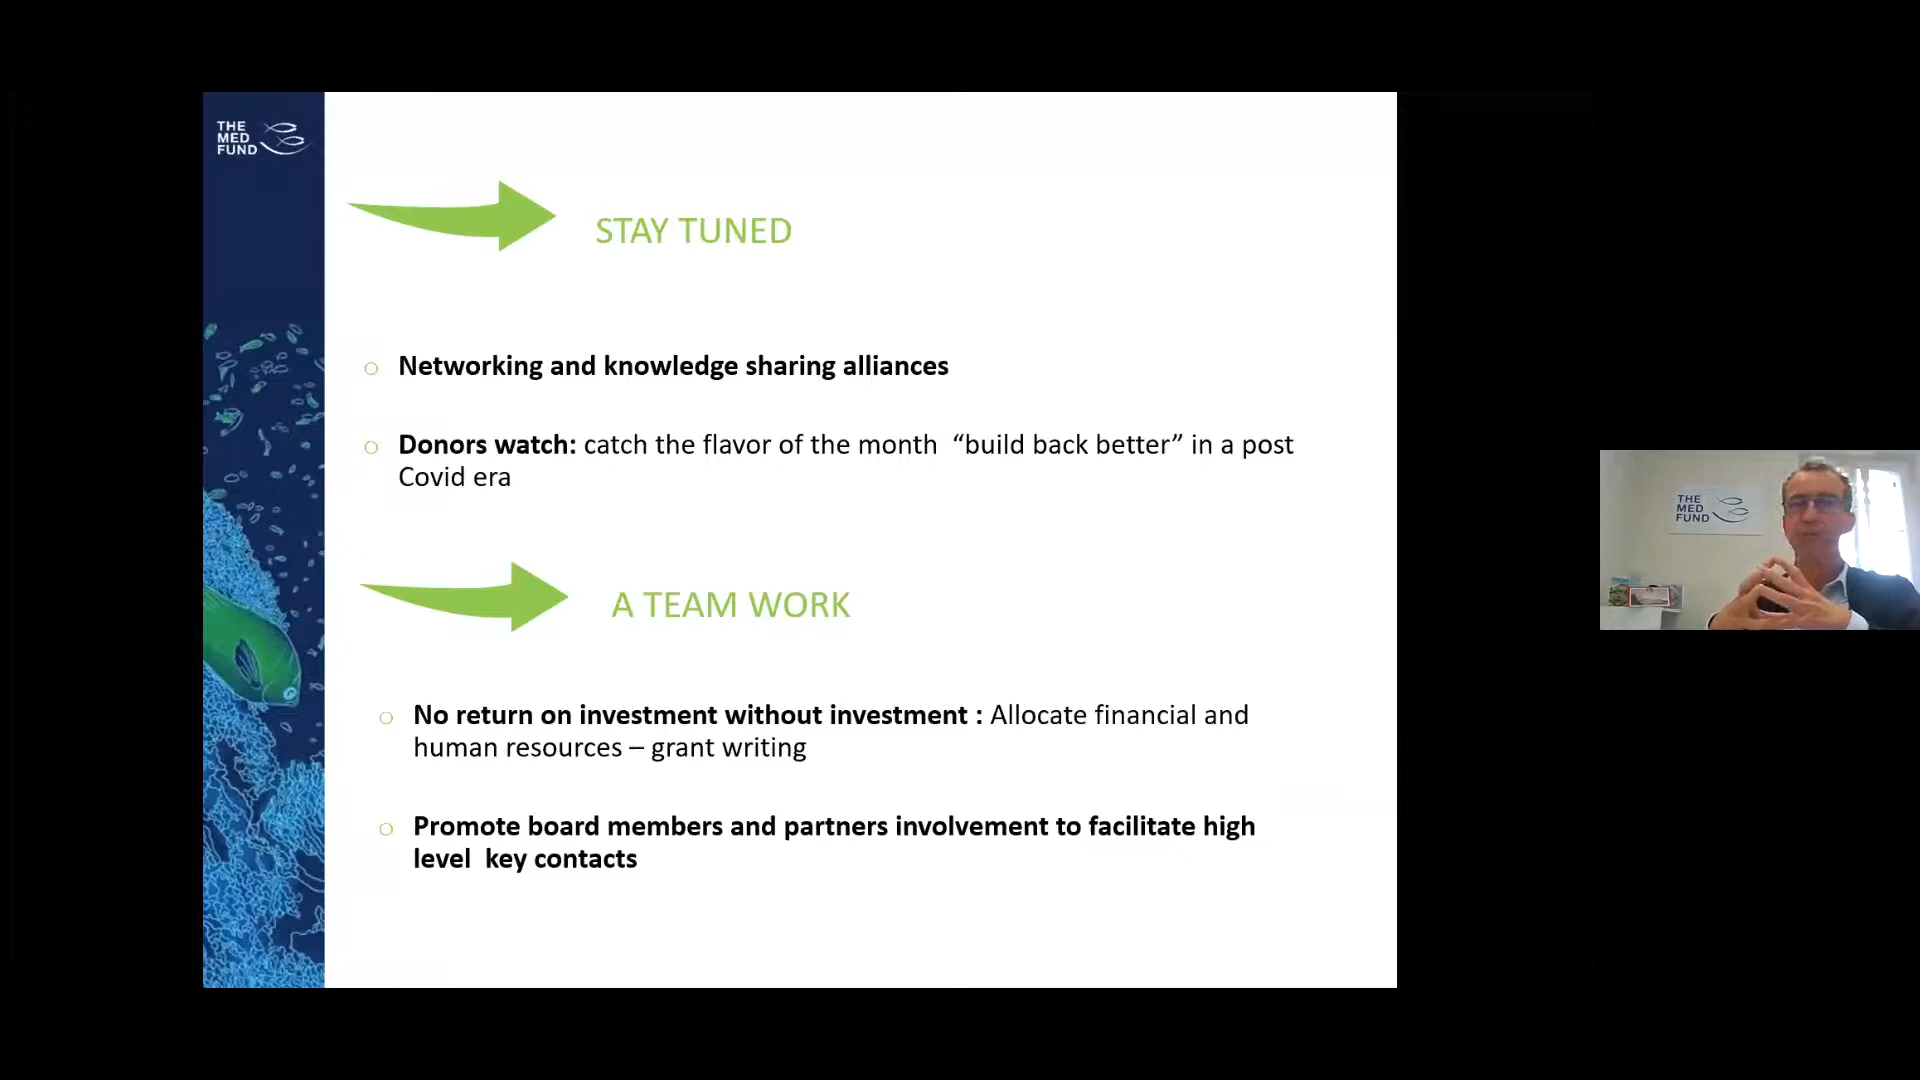 THE
MED
FUND
STAY TUNED
Networking and knowledge sharing alliances
Donors watch: catch the flavor of the month “build back better” in a post
Covid era
A TEAM WORK
No return on investment without investment : Allocate financial and
human resources – grant writing
Promote board members and partners involvement to facilitate high
level key contacts
THE
MED
FUND